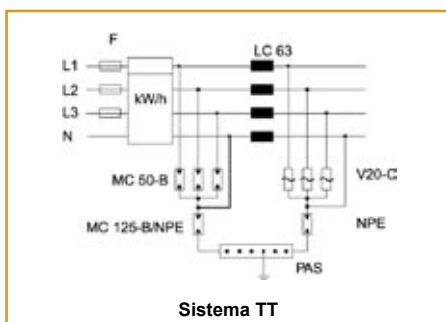 F
LC 63
L1
L2
L3
N
kW/h
MC 50-B
V20-C
MC 125-B/NPE
NPE
PAS
Sistema TT